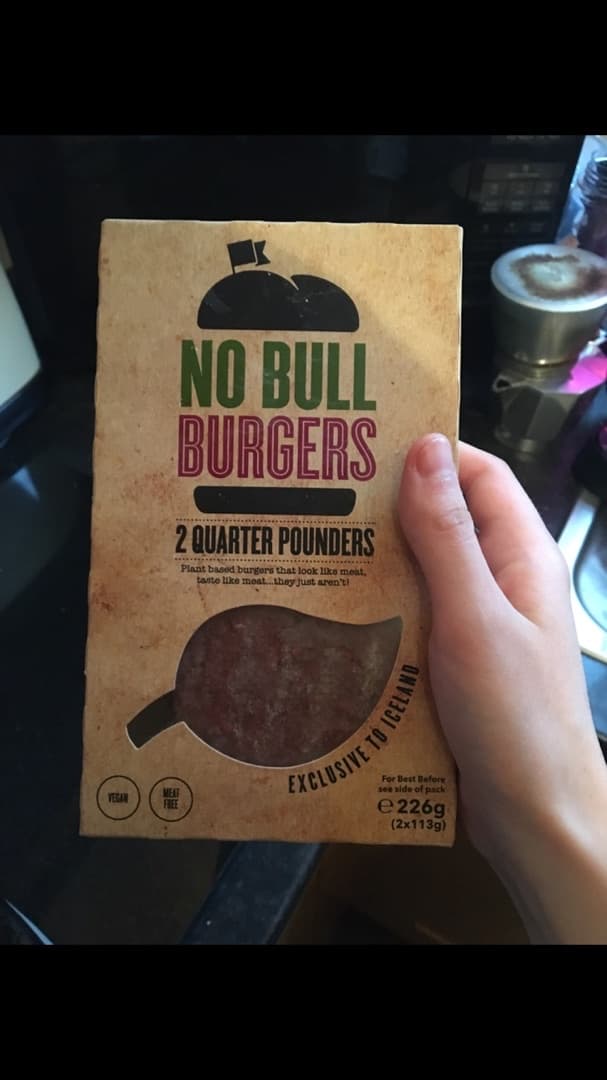 NO BULL
BURGERS
2 QUARTER POUNDERS
Plant based burgers that look like meat,
taste like meat...they just aren't!
EXCLUSIVE TO ICELAND
VEGAN
MEAT
FREE
For Best Before
see side of pack
e 226g
(2x113g)